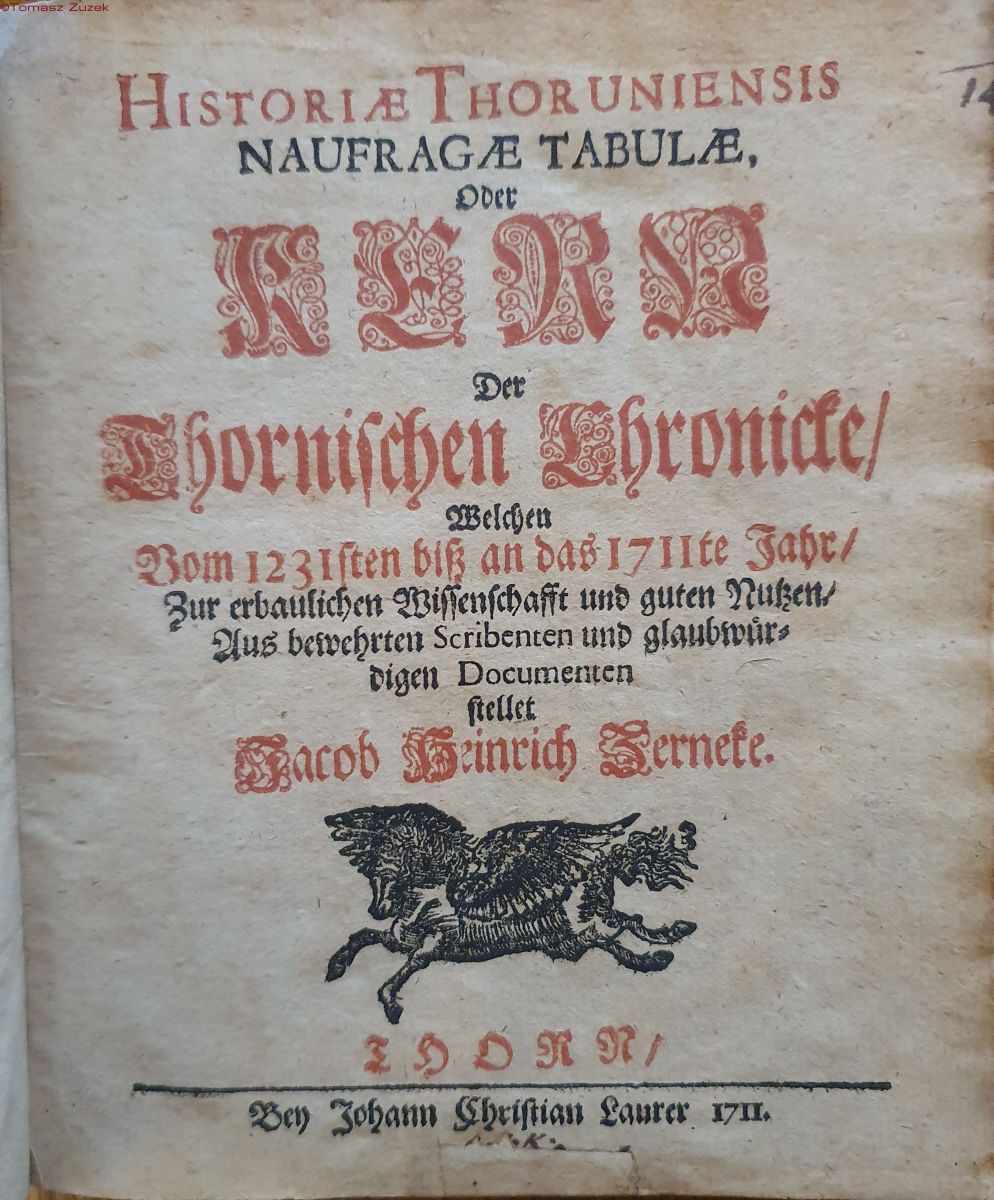 ©Tomasz Zuzek
HISTORIÆ THORUNIENSIS
NAUFRAGÆ TABULÆ,
Oder
KERN
Der
Thornischen Chronicke/
Welchen
Vom 1231sten biß an das 1711te Jahr/
Zur erbaulichen Wissenschafft und guten Nutzen/
Aus bewehrten Scribenten und glaubwür-
digen Documenten
stellet
Jacob Heinrich Zerneke.
THORN/
Bey Johann Christian Laurer 1711.